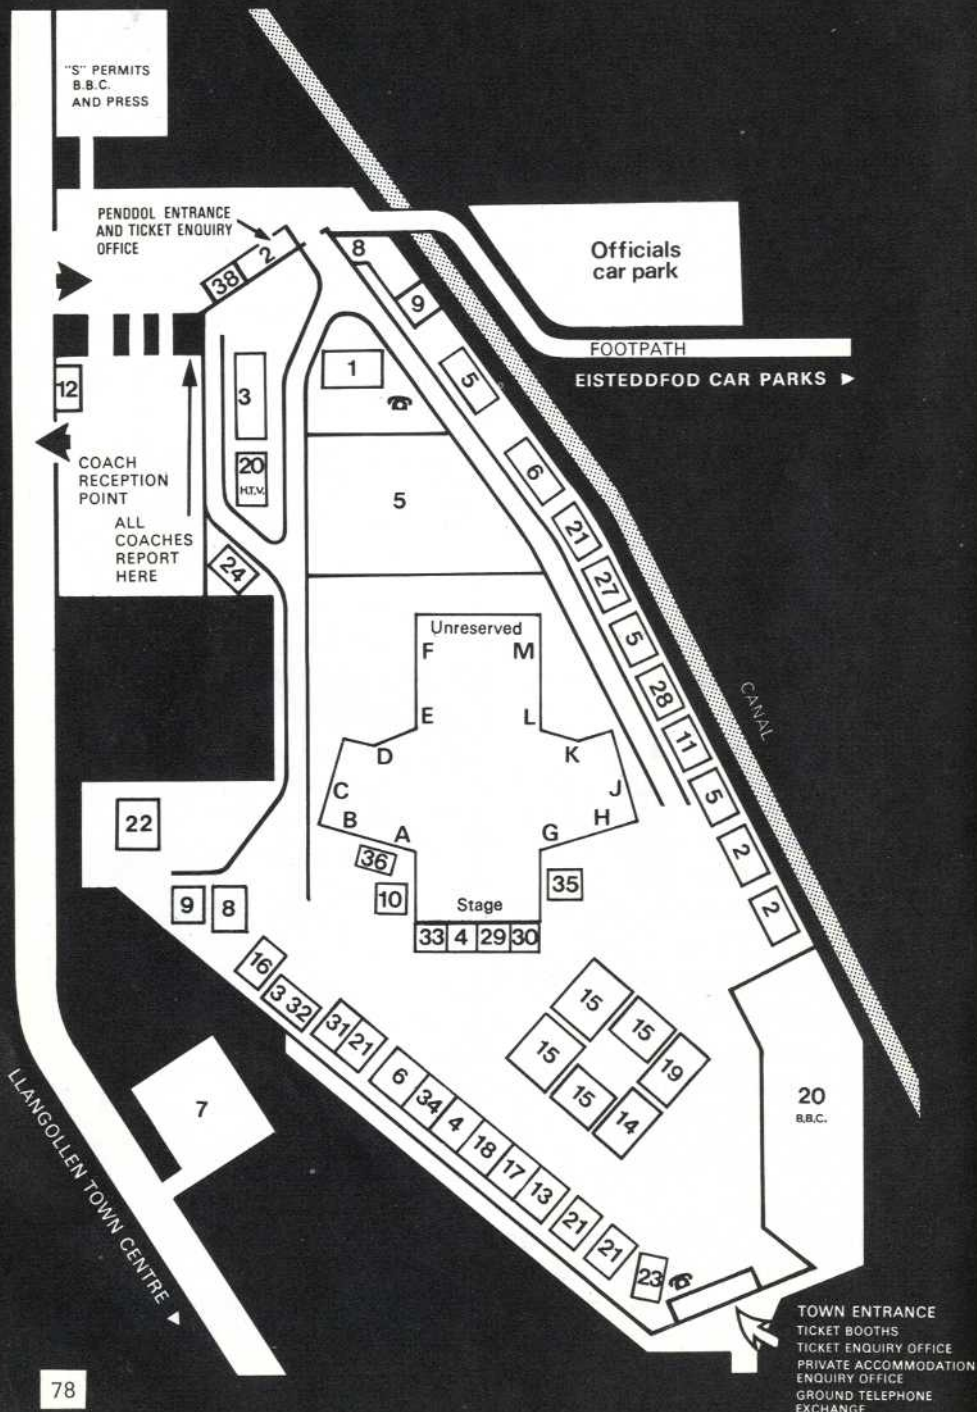 "S" PERMITS
B.B.C.
AND PRESS
PENDDOL ENTRANCE
AND TICKET ENQUIRY
OFFICE
2
38
8
9
Officials
car park
FOOTPATH
EISTEDDFOD CAR PARKS
12
3
1
5
20
H.T.V.
COACH
RECEPTION
POINT
ALL
COACHES
REPORT
HERE
24
5
6
21
27
5
28
11
5
2
2
CANAL
Unreserved
F M
E L
D K
C J
B H
A G
36
10
35
Stage
33 4 29 30
22
9 8
16
3 32
31 21
6
34
4
18
17
13
21
21
23
15
15
15
15
19
14
20
B.B.C.
7
LLANGOLLEN TOWN CENTRE
TOWN ENTRANCE
TICKET BOOTHS
TICKET ENQUIRY OFFICE
PRIVATE ACCOMMODATION
ENQUIRY OFFICE
GROUND TELEPHONE
EXCHANGE
78